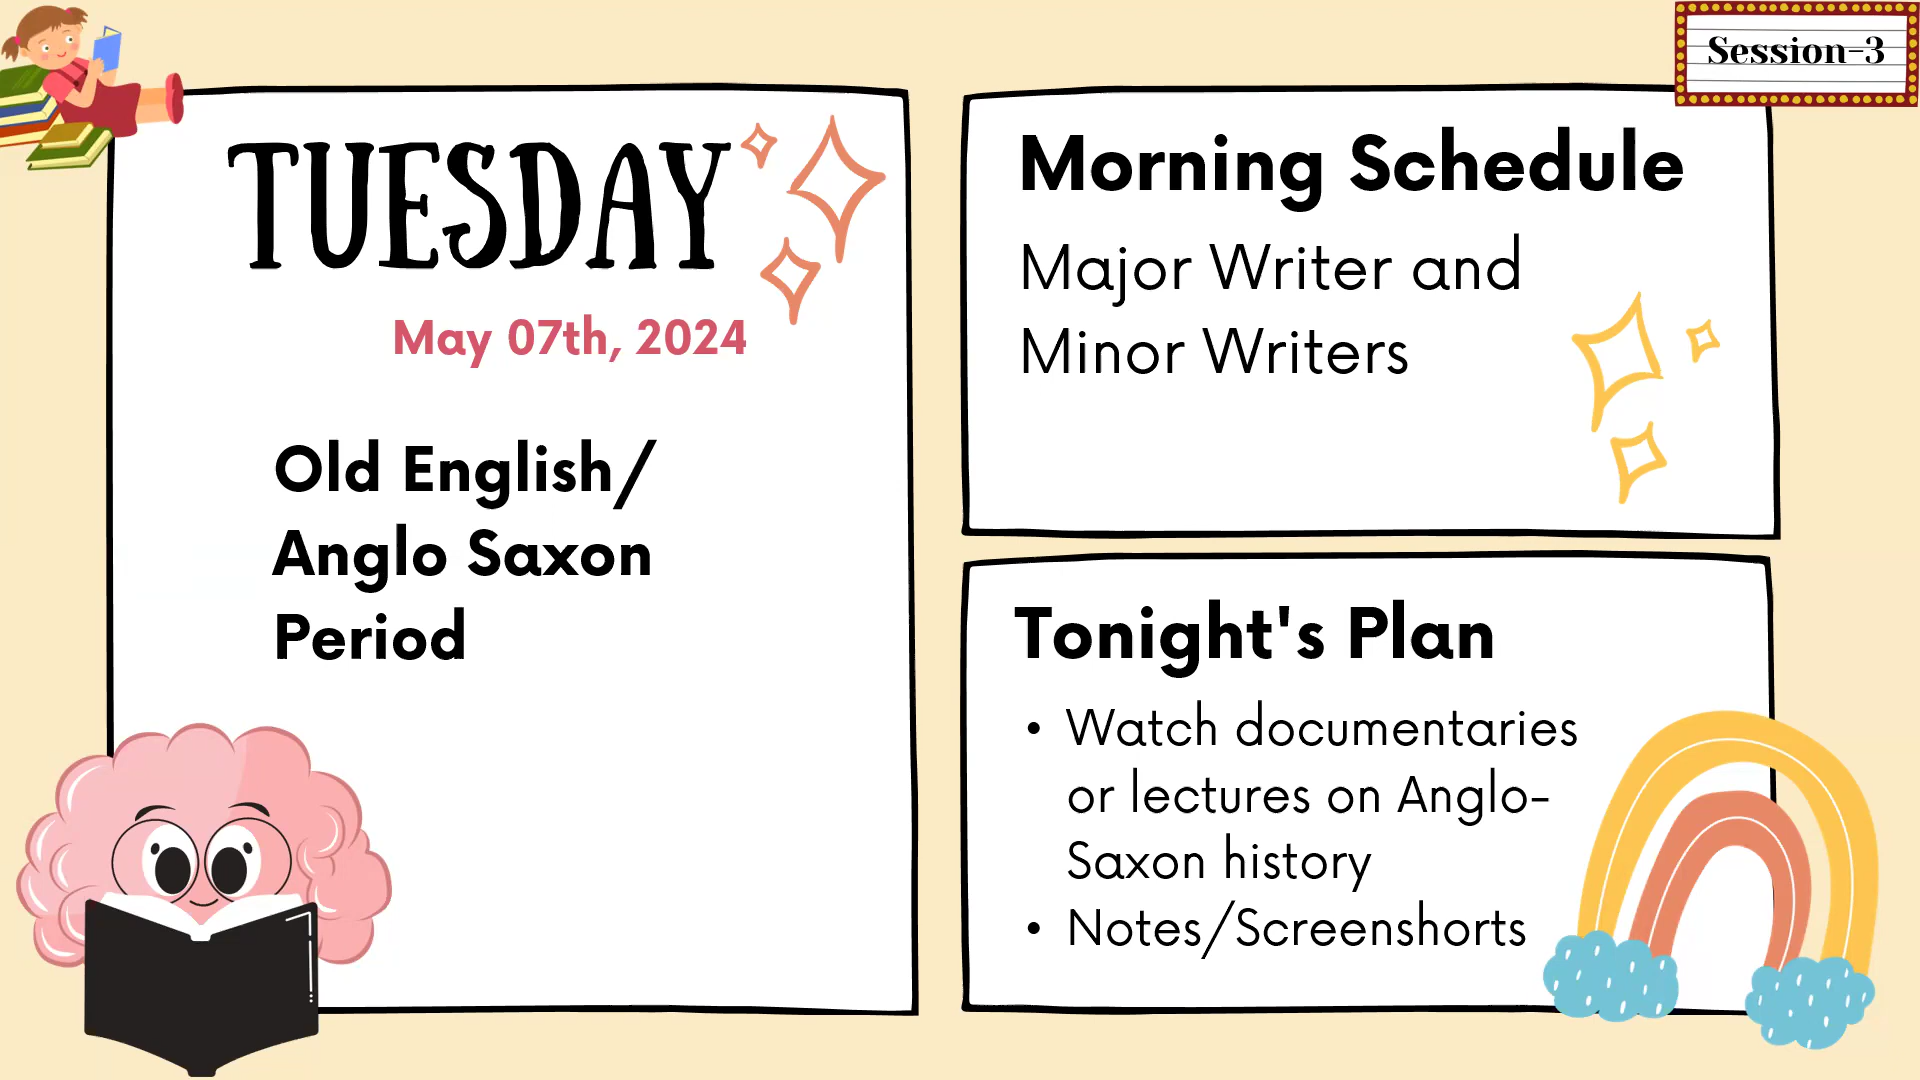 Session-3
TUESDAY
May 07th, 2024
Old English/
Anglo Saxon
Period
Morning Schedule
Major Writer and
Minor Writers
Tonight's Plan
• Watch documentaries
or lectures on Anglo-
Saxon history
• Notes/Screenshorts